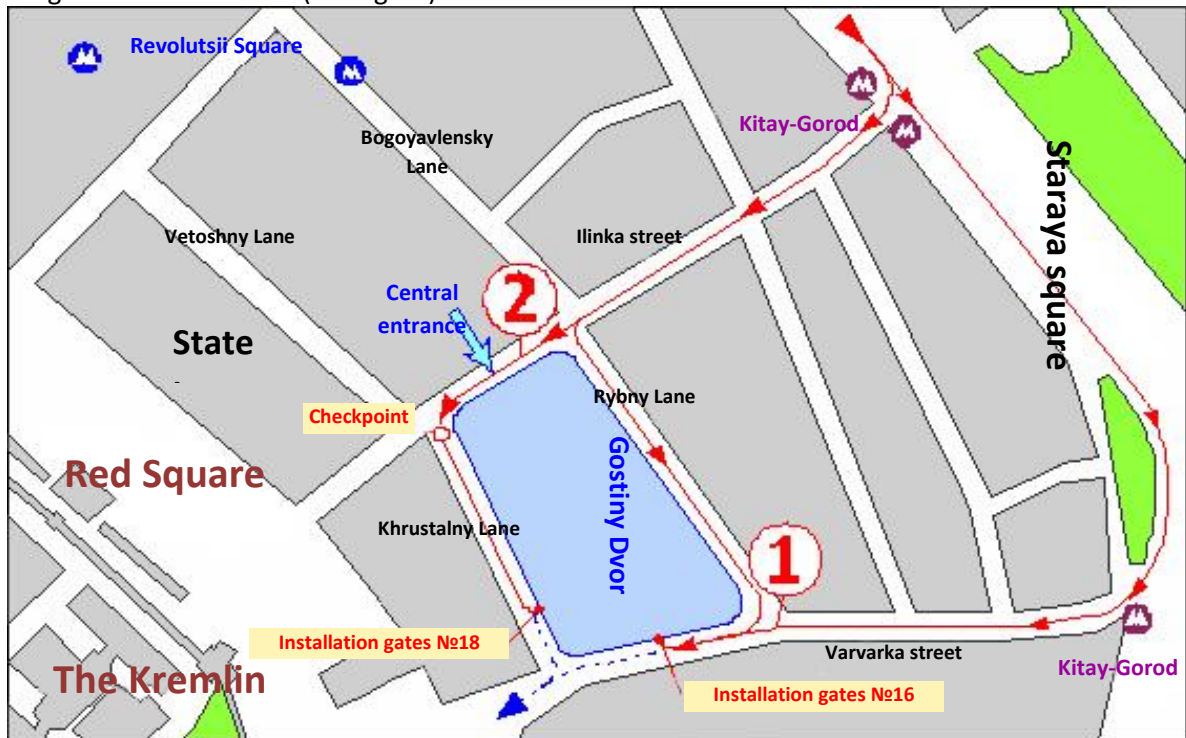 Revolutsii Square
Bogoyavlensky
Lane
Kitay-Gorod
Vetoshny Lane
Ilinka street
Staraya square
Central
entrance
2
State
Checkpoint
Rybny Lane
Red Square
Gostiny Dvor
Khrustalny Lane
1
Installation gates №18
Varvarka street
The Kremlin
Kitay-Gorod
Installation gates №16